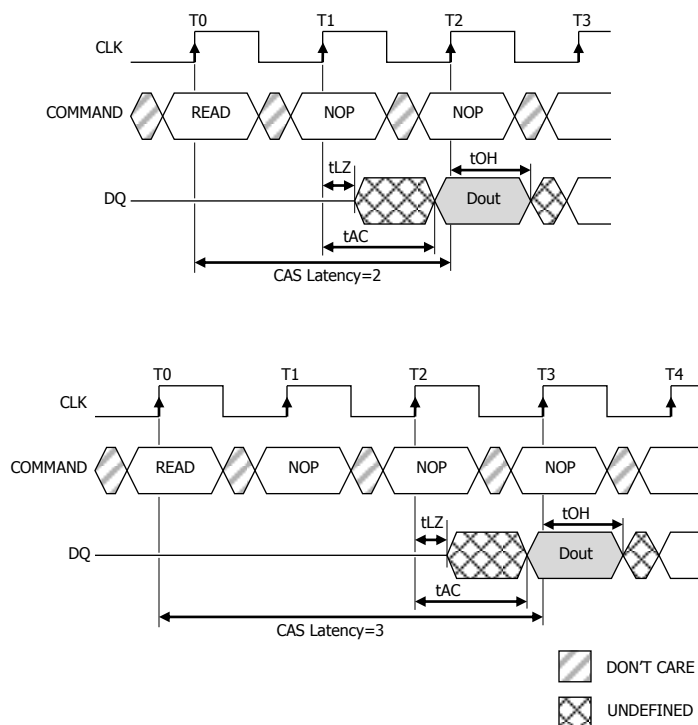 T0 T1 T2 T3
CLK
COMMAND READ NOP NOP
tLZ tOH
DQ Dout
tAC
CAS Latency=2
T0 T1 T2 T3 T4
CLK
COMMAND READ NOP NOP NOP
tLZ tOH
DQ Dout
tAC
CAS Latency=3
DON'T CARE
UNDEFINED